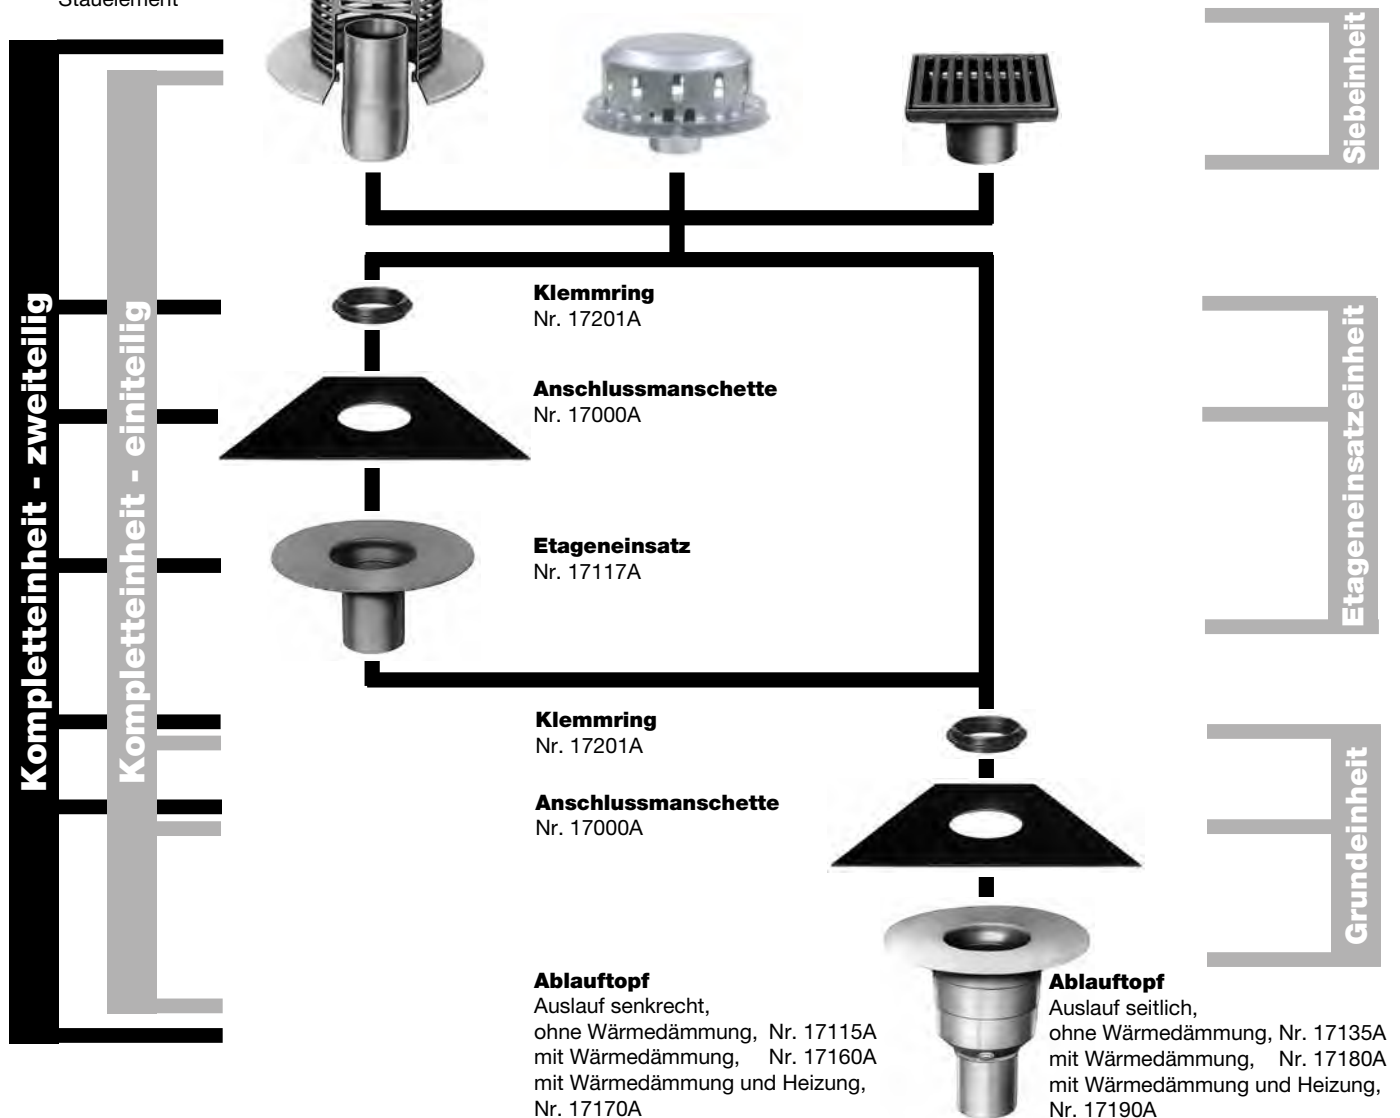 Stauelement
Siebeinheit
Kompletteinheit - zweiteilig
Kompletteinheit - einiteilig
Klemmring
Nr. 17201A
Anschlussmanschette
Nr. 17000A
Etageneinsatz
Nr. 17117A
Etageneinsatzeinheit
Klemmring
Nr. 17201A
Anschlussmanschette
Nr. 17000A
Grundeinheit
Ablauftopf
Auslauf senkrecht,
ohne Wärmedämmung, Nr. 17115A
mit Wärmedämmung, Nr. 17160A
mit Wärmedämmung und Heizung,
Nr. 17170A
Ablauftopf
Auslauf seitlich,
ohne Wärmedämmung, Nr. 17135A
mit Wärmedämmung, Nr. 17180A
mit Wärmedämmung und Heizung,
Nr. 17190A